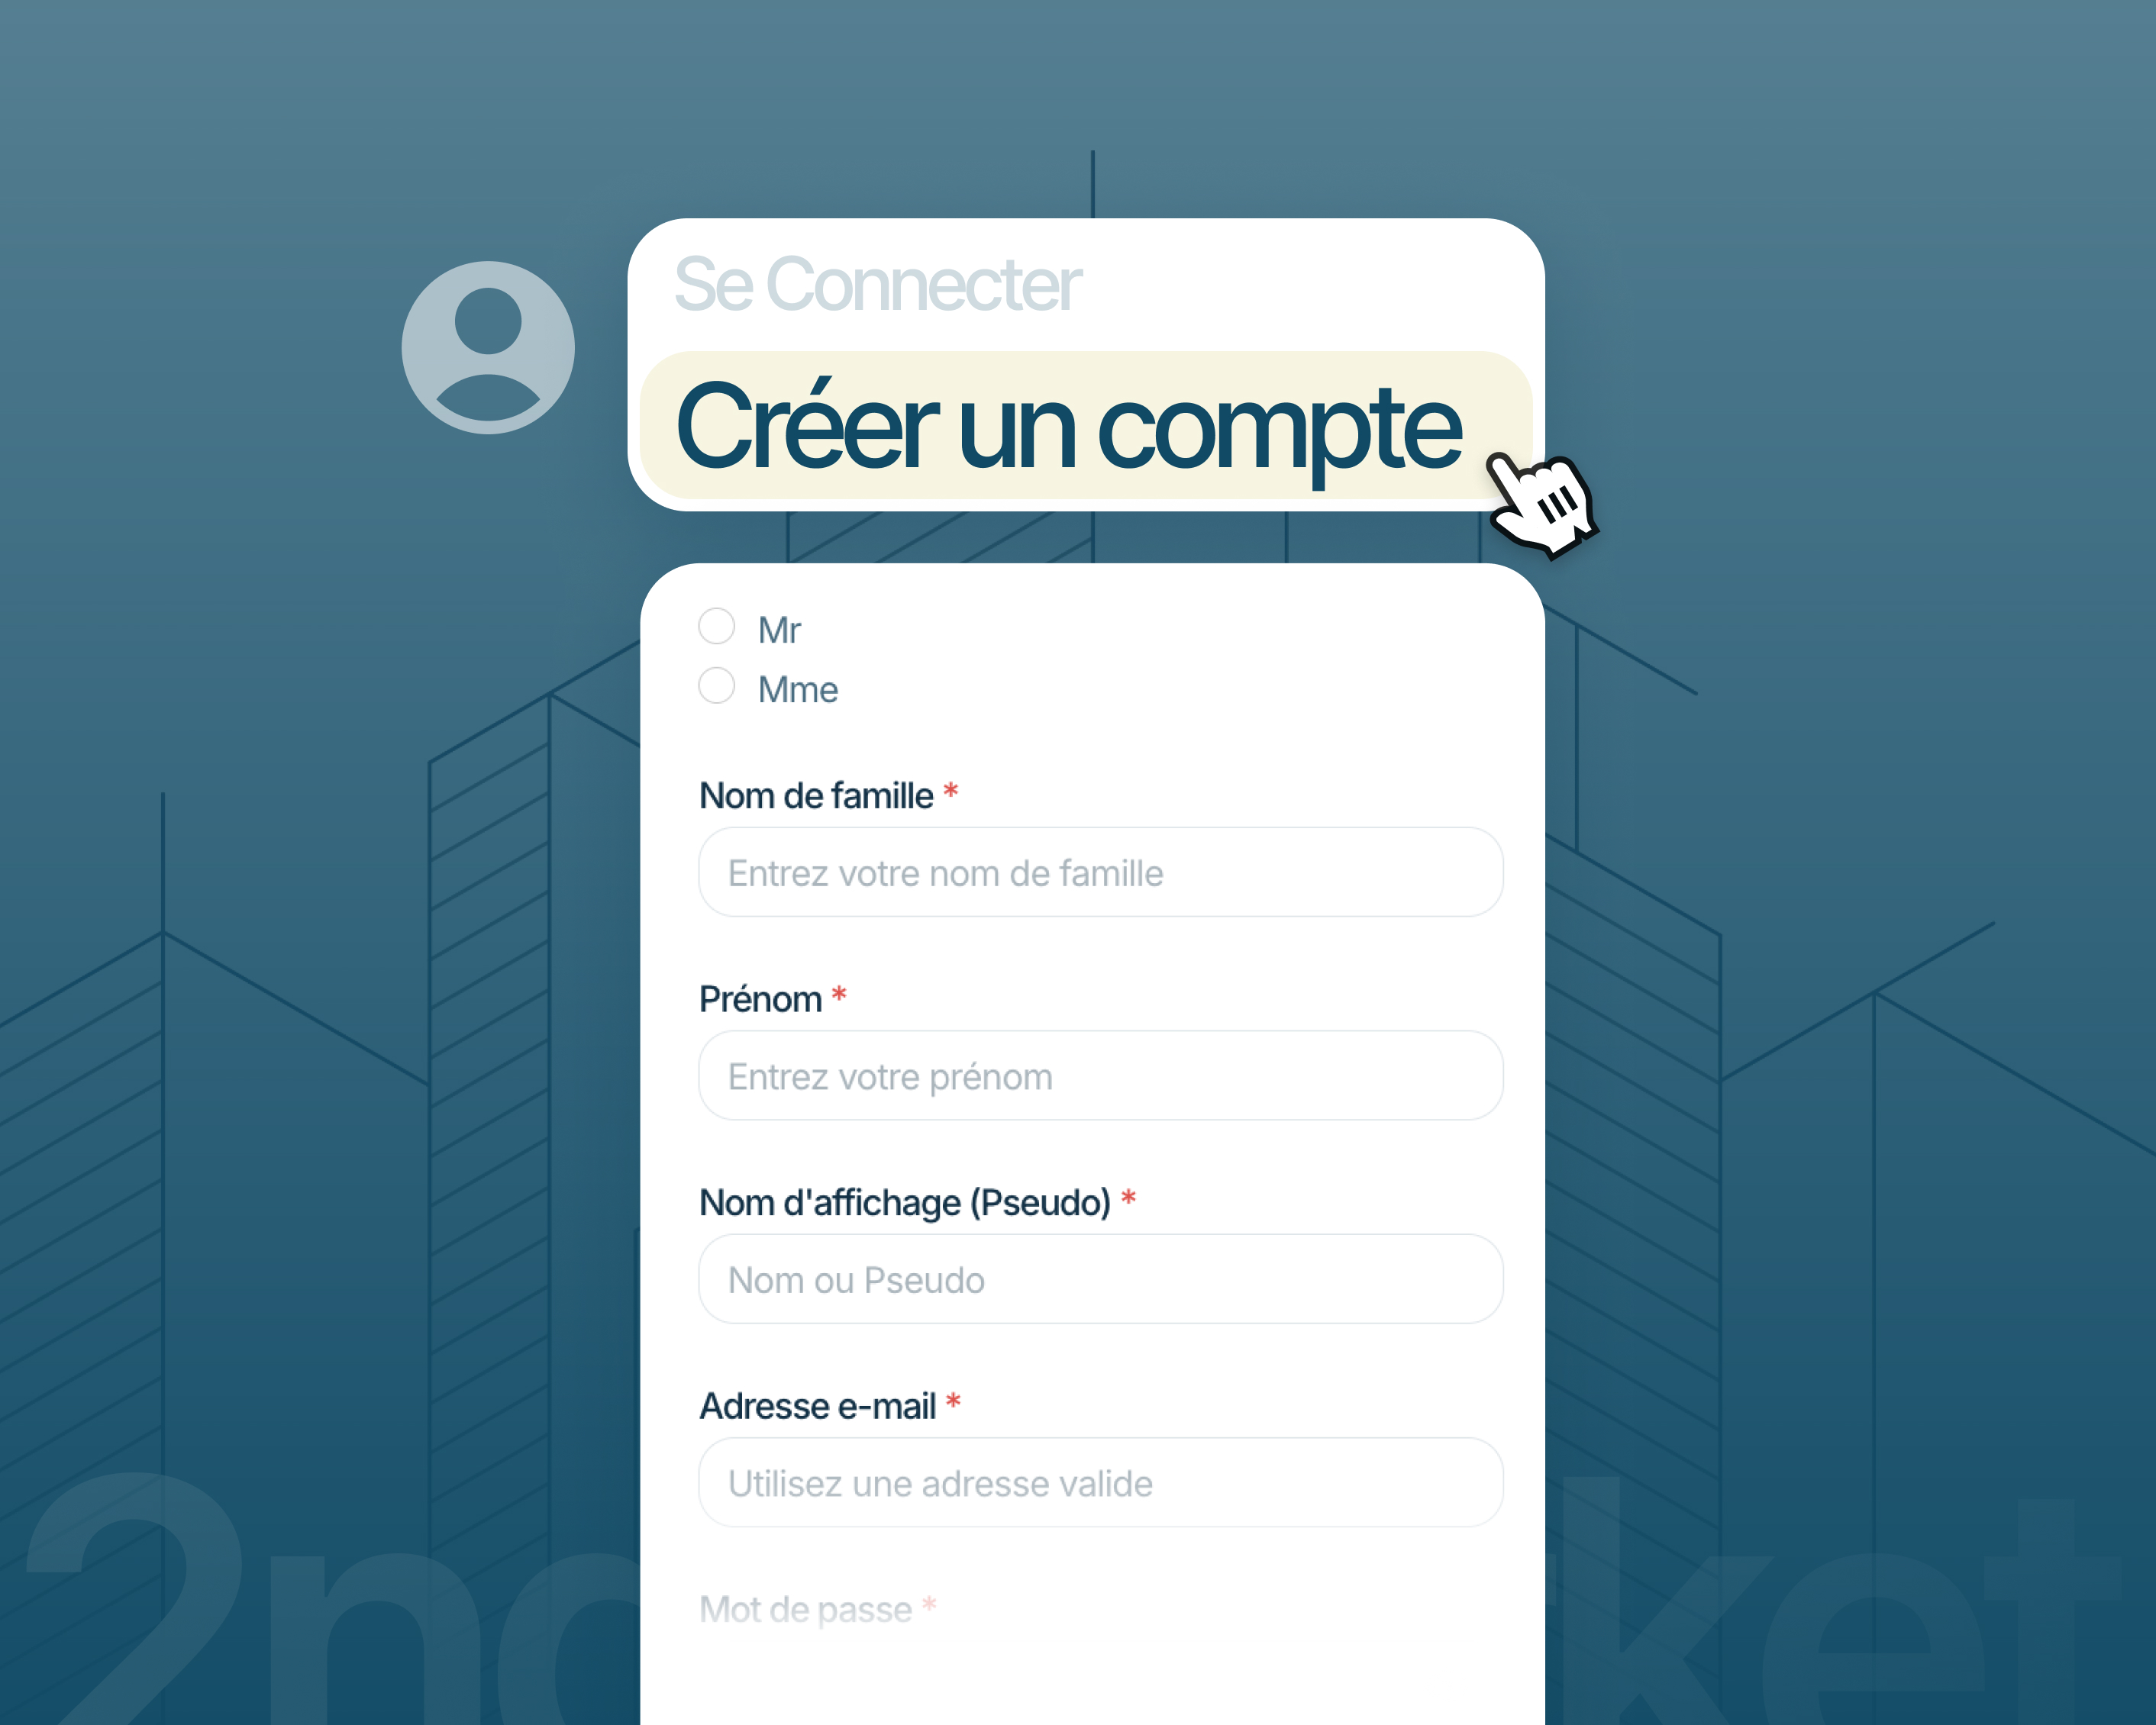 Se Connecter
Créer un compte
Mr
Mme
Nom de famille *
Entrez votre nom de famille
Prénom *
Entrez votre prénom
Nom d'affichage (Pseudo) *
Nom ou Pseudo
Adresse e-mail *
Utilisez une adresse valide
Mot de passe *